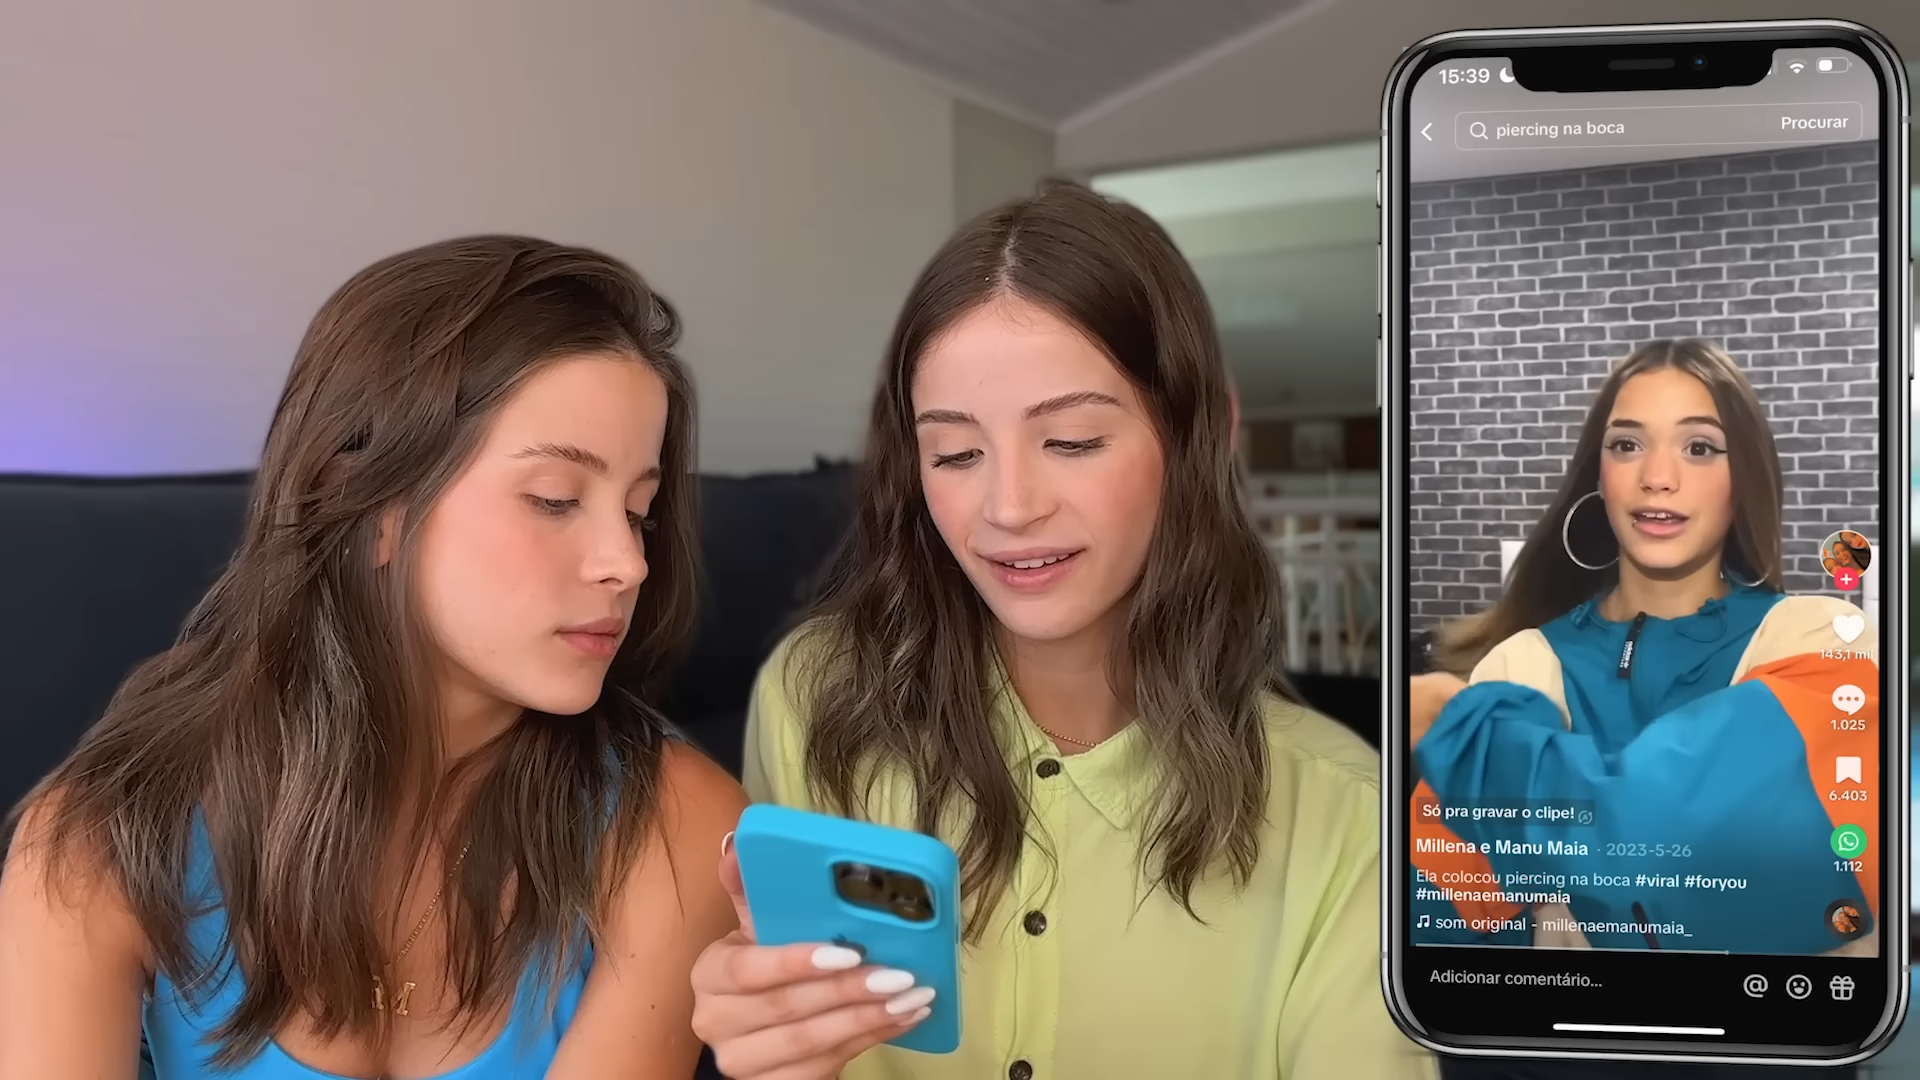 15:39
piercing na boca
Procurar
143,1 mil
1.025
6.403
1.112
Só pra gravar o clipe!
Millena e Manu Maia · 2023-5-26
Ela colocou piercing na boca #viral #foryou
#millenaemanumaia
som original - millenaemanumaia_
Adicionar comentário...
M